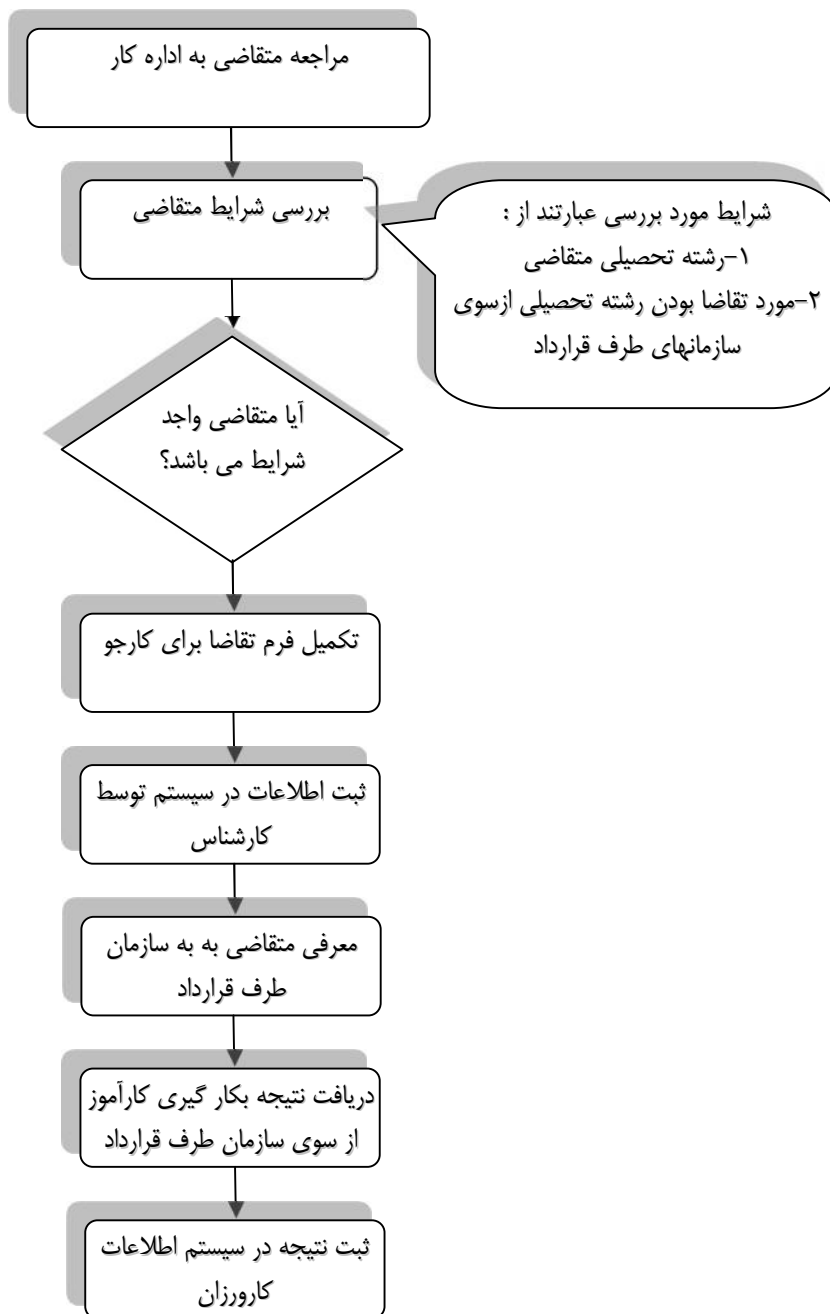 مراجعه متقاضی به اداره کار
بررسی شرایط متقاضی
شرایط مورد بررسی عبارتند از :
۱-رشته تحصیلی متقاضی
۲-مورد تقاضا بودن رشته تحصیلی ازسوی
سازمانهای طرف قرارداد
آیا متقاضی واجد
شرایط می باشد؟
تکمیل فرم تقاضا برای کارجو
ثبت اطلاعات در سیستم توسط
کارشناس
معرفی متقاضی به به سازمان
طرف قرارداد
دریافت نتیجه بکار گیری کارآموز
از سوی سازمان طرف قرارداد
ثبت نتیجه در سیستم اطلاعات
کارورزان